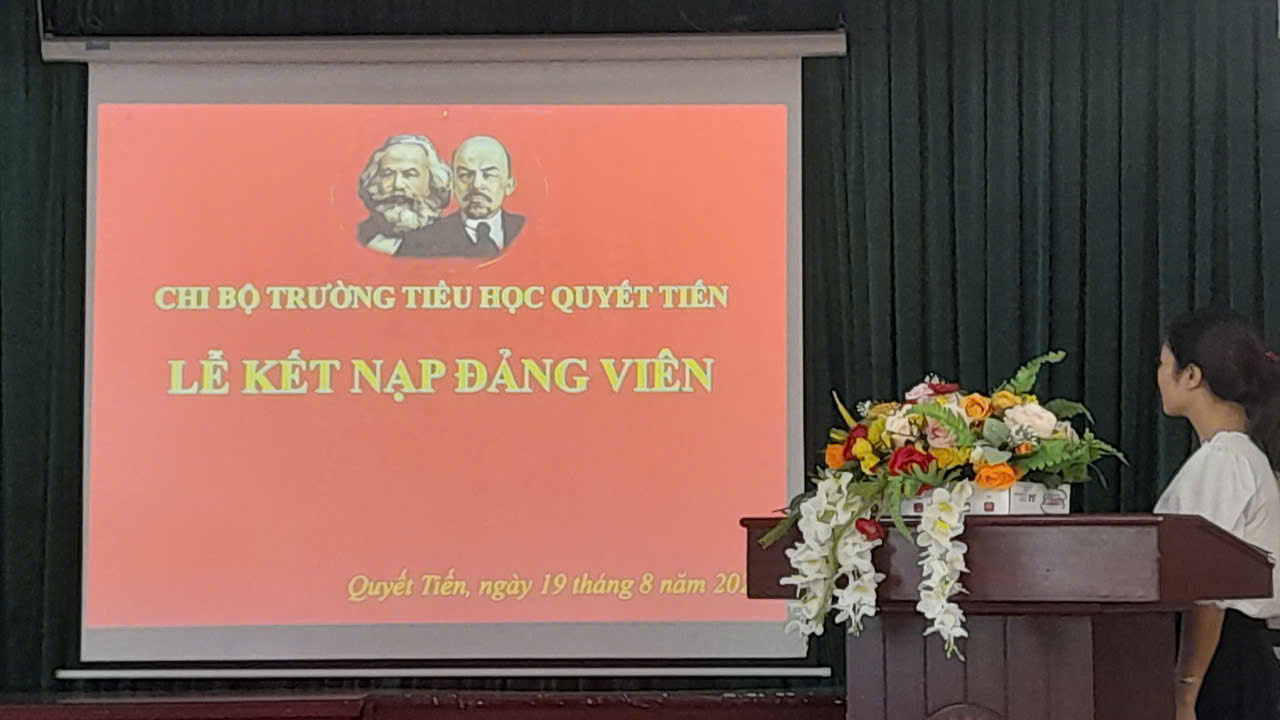 CHI BỘ TRƯỜNG TIỂU HỌC QUYẾT TIẾN
LỄ KẾT NẠP ĐẢNG VIÊN
Quyết Tiến, ngày 19 tháng 8 năm